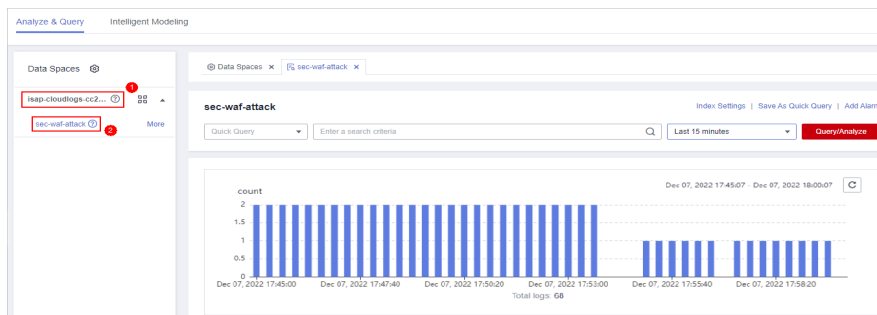 Analyze & Query Intelligent Modeling
Data Spaces
Data Spaces × sec-waf-attack ×
1
isap-cloudlogs-cc2...
sec-waf-attack 2 More
sec-waf-attack Index Settings | Save As Quick Query | Add Alarm
Quick Query Enter a search criteria Last 15 minutes Query/Analyze
Dec 07, 2022 17:45:07 - Dec 07, 2022 18:00:07
count
2
1.5
1
0.5
0
Dec 07, 2022 17:45:00 Dec 07, 2022 17:47:40 Dec 07, 2022 17:50:20 Dec 07, 2022 17:53:00 Dec 07, 2022 17:55:40 Dec 07, 2022 17:58:20
Total logs: 68